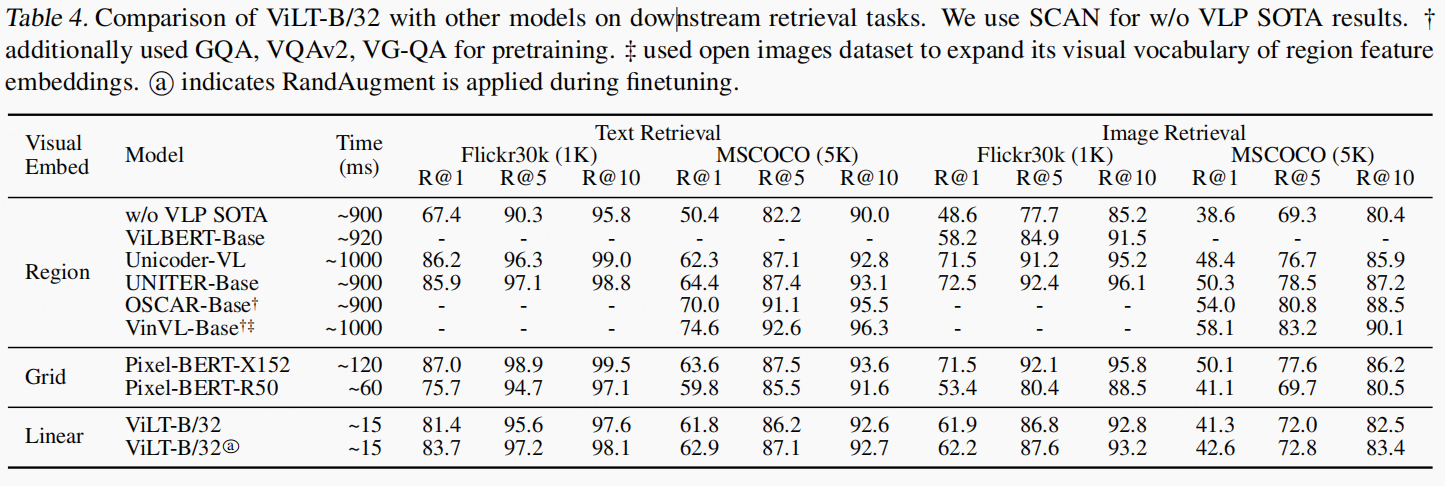 Table 4. Comparison of ViLT-B/32 with other models on downstream retrieval tasks. We use SCAN for w/o VLP SOTA results. †
additionally used GQA, VQAv2, VG-QA for pretraining. ‡ used open images dataset to expand its visual vocabulary of region feature
embeddings. ⓐ indicates RandAugment is applied during finetuning.
Visual Embed Model Time (ms) Text Retrieval Image Retrieval
Flickr30k (1K) MSCOCO (5K) Flickr30k (1K) MSCOCO (5K)
R@1 R@5 R@10 R@1 R@5 R@10 R@1 R@5 R@10 R@1 R@5 R@10
Region
w/o VLP SOTA ~900 67.4 90.3 95.8 50.4 82.2 90.0 48.6 77.7 85.2 38.6 69.3 80.4
ViLBERT-Base ~920 - - - - - - 58.2 84.9 91.5 - - -
Unicoder-VL ~1000 86.2 96.3 99.0 62.3 87.1 92.8 71.5 91.2 95.2 48.4 76.7 85.9
UNITER-Base ~900 85.9 97.1 98.8 64.4 87.4 93.1 72.5 92.4 96.1 50.3 78.5 87.2
OSCAR-Base† ~900 - - - 70.0 91.1 95.5 - - - 54.0 80.8 88.5
VinVL-Base†‡ ~1000 - - - 74.6 92.6 96.3 - - - 58.1 83.2 90.1
Grid
Pixel-BERT-X152 ~120 87.0 98.9 99.5 63.6 87.5 93.6 71.5 92.1 95.8 50.1 77.6 86.2
Pixel-BERT-R50 ~60 75.7 94.7 97.1 59.8 85.5 91.6 53.4 80.4 88.5 41.1 69.7 80.5
Linear
ViLT-B/32 ~15 81.4 95.6 97.6 61.8 86.2 92.6 61.9 86.8 92.8 41.3 72.0 82.5
ViLT-B/32ⓐ ~15 83.7 97.2 98.1 62.9 87.1 92.7 62.2 87.6 93.2 42.6 72.8 83.4